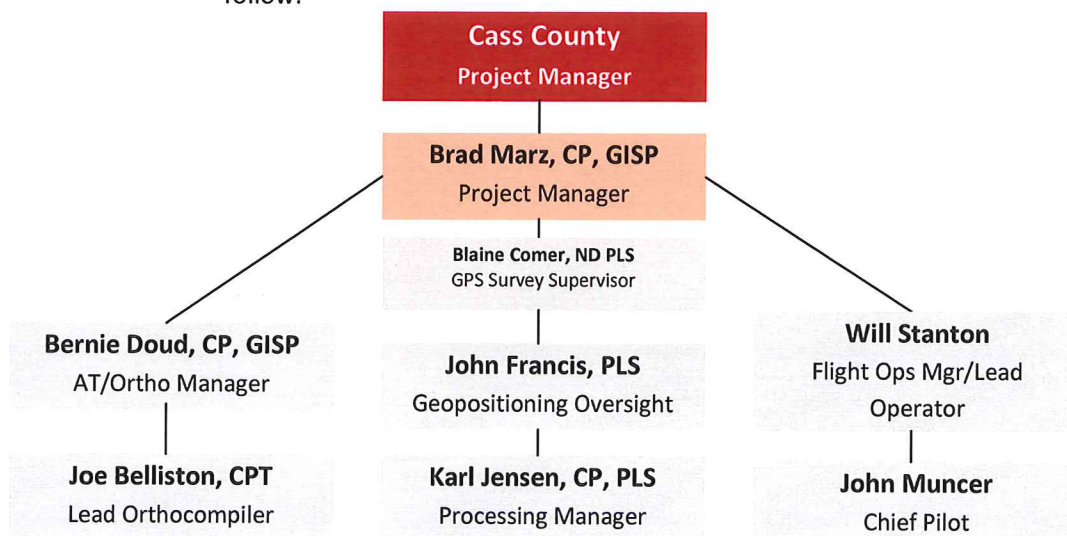 follow:
Cass County
Project Manager
Brad Marz, CP, GISP
Project Manager
Blaine Comer, ND PLS
GPS Survey Supervisor
Bernie Doud, CP, GISP
AT/Ortho Manager
John Francis, PLS
Geopositioning Oversight
Will Stanton
Flight Ops Mgr/Lead
Operator
Joe Belliston, CPT
Lead Orthocompiler
Karl Jensen, CP, PLS
Processing Manager
John Muncer
Chief Pilot